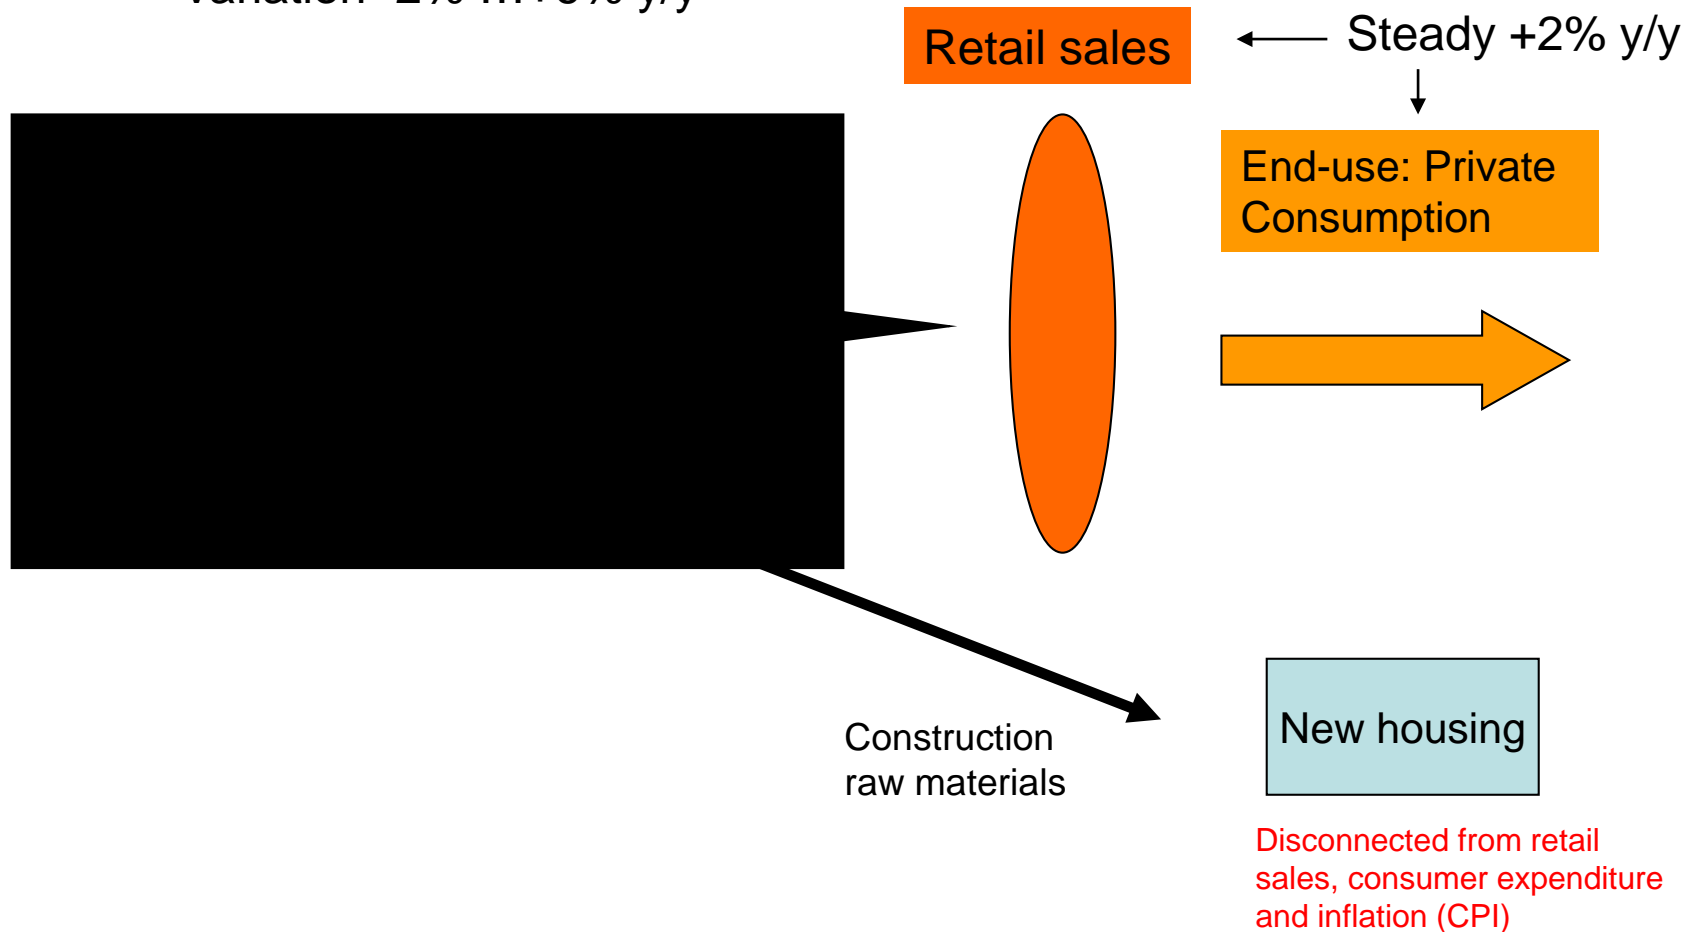 Retail sales
Steady +2% y/y
End-use: Private
Consumption
Construction
raw materials
New housing
Disconnected from retail
sales, consumer expenditure
and inflation (CPI)